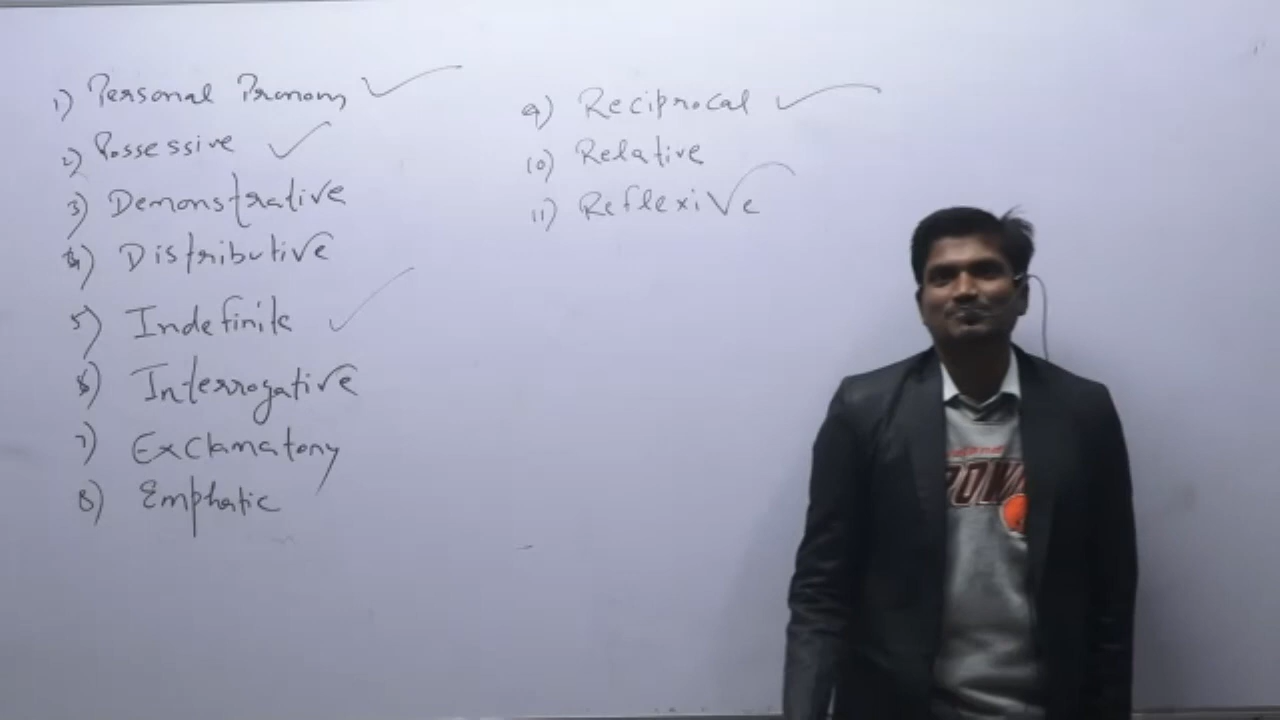 1) Personal Pronouns
2) Possessive
3) Demonstrative
4) Distributive
5) Indefinite
6) Interrogative
7) Exclamatory
8) Emphatic
9) Reciprocal
10) Relative
11) Reflexive